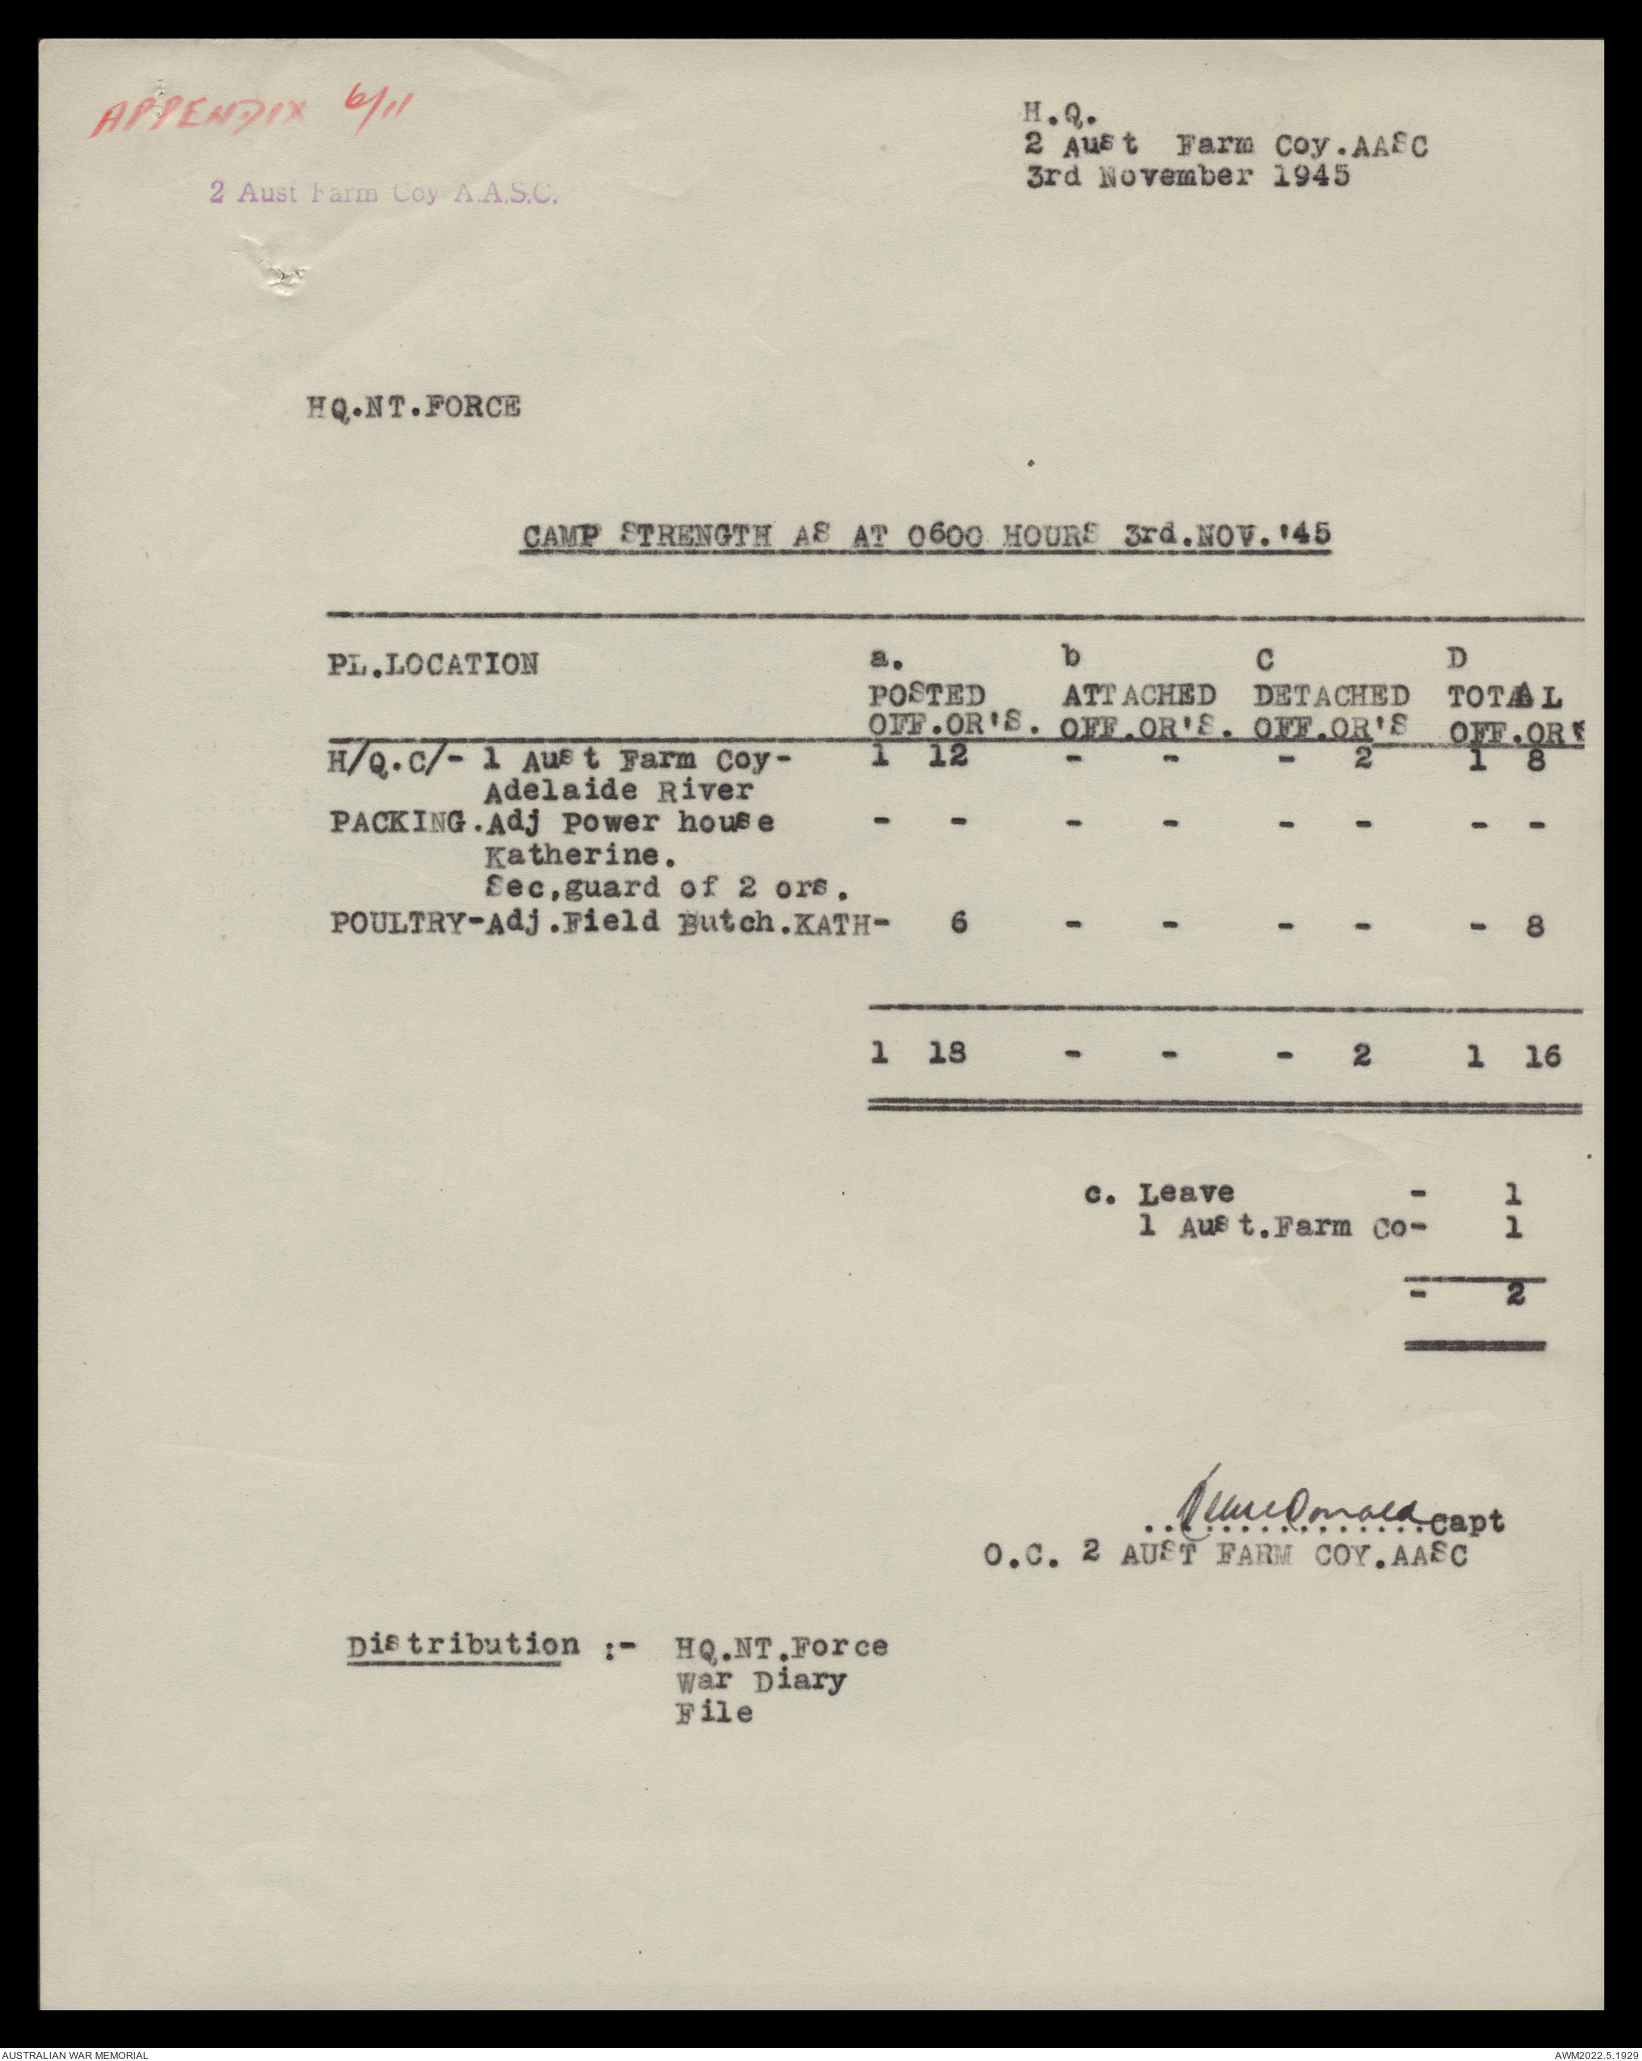 APPENDIX 6/11
H.Q.
2 Aust Farm Coy.AASC
3rd November 1945
2 Aust Farm Coy A.A.S.C.
HQ.NT.FORCE
CAMP STRENGTH AS AT 0600 HOURS 3rd.NOV.'45
PL.LOCATION a. b C D
POSTED ATTACHED DETACHED TOTAL
OFF.OR'S. OFF.OR'S. OFF.OR'S OFF.OR'S
H/Q.C/- 1 Aust Farm Coy- 1 12 - - - 2 1 8
Adelaide River
PACKING.Adj Power house - - - - - - - -
Katherine.
Sec,guard of 2 ors.
POULTRY-Adj.Field Butch.KATH- 6 - - - - - 8
1 18 - - - 2 1 16
c. Leave - 1
1 Aust.Farm Co- 1
- 2
................Capt
O.C. 2 AUST FARM COY.AASC
Distribution :- HQ.NT.Force
War Diary
File
AUSTRALIAN WAR MEMORIAL AWM2022.5.1929